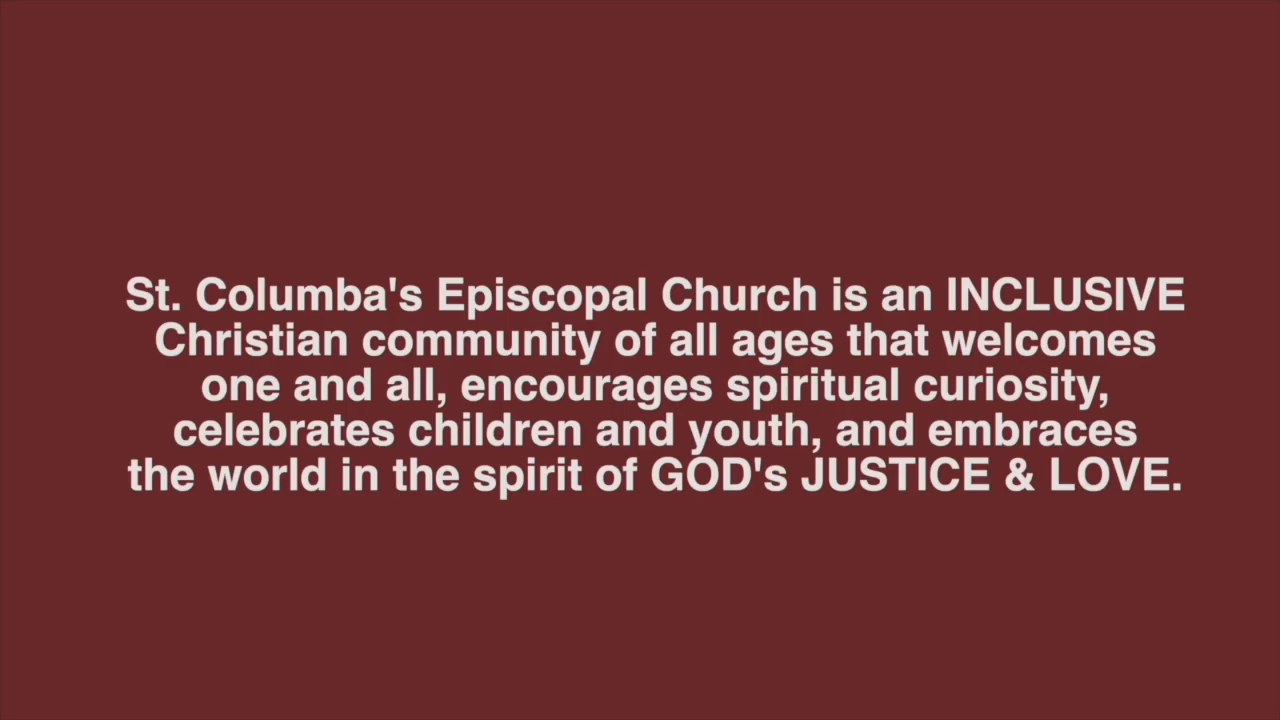 St. Columba's Episcopal Church is an INCLUSIVE
Christian community of all ages that welcomes
one and all, encourages spiritual curiosity,
celebrates children and youth, and embraces
the world in the spirit of GOD's JUSTICE & LOVE.